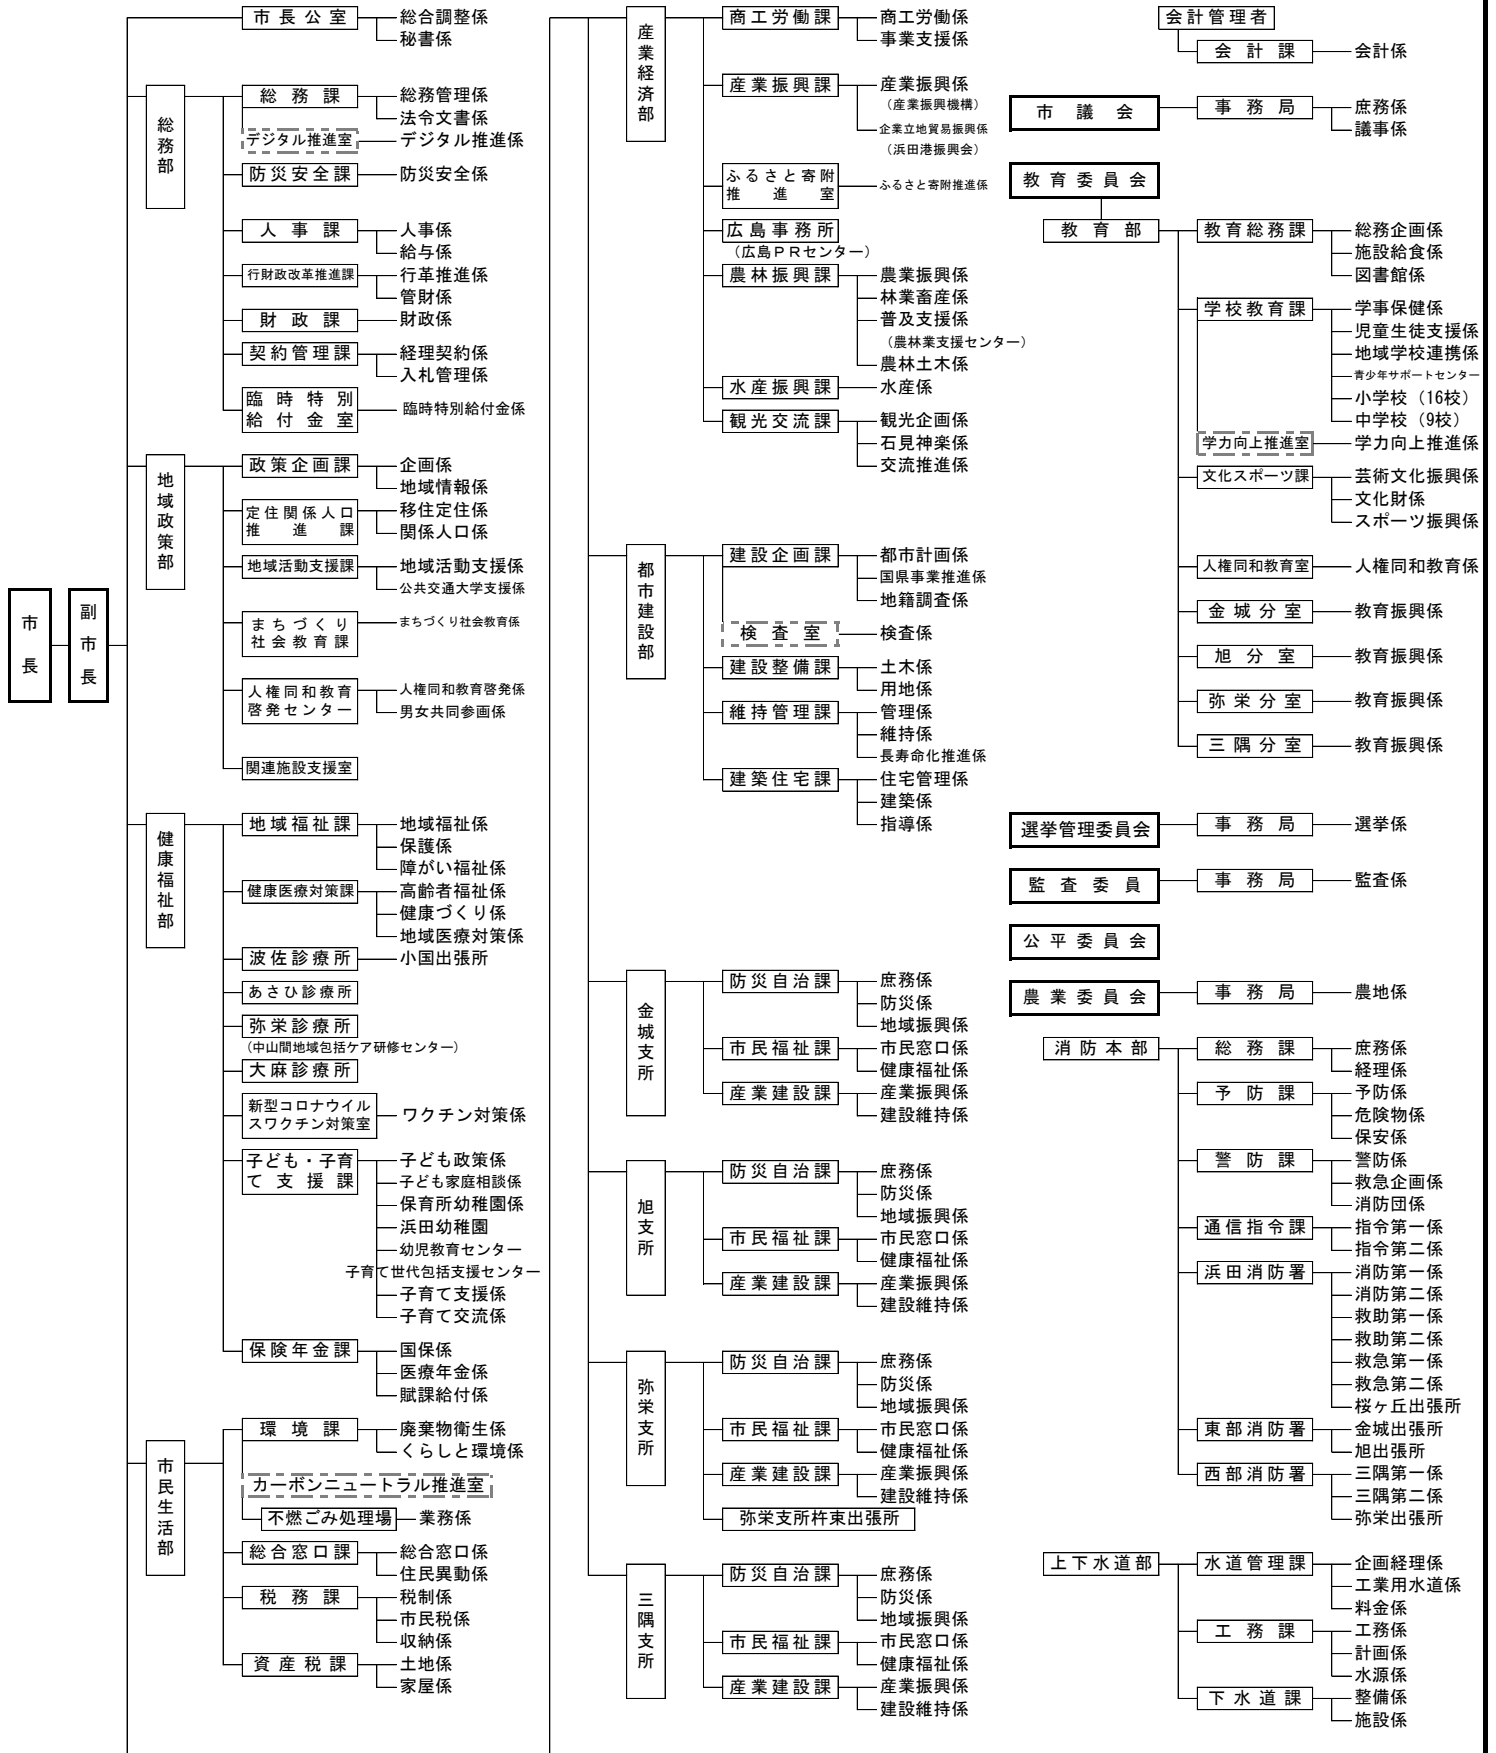 市長
副市長
市長公室
総合調整係
秘書係
総務部
総務課
総務管理係
法令文書係
デジタル推進室
デジタル推進係
防災安全課
防災安全係
人事課
人事係
給与係
行財政改革推進課
行革推進係
管財係
財政課
財政係
契約管理課
経理契約係
入札管理係
臨時特別
給付金室
臨時特別給付金係
地域政策部
政策企画課
企画係
地域情報係
定住関係人口
推進課
移住定住係
関係人口係
地域活動支援課
地域活動支援係
公共交通大学支援係
まちづくり
社会教育課
まちづくり社会教育係
人権同和教育
啓発センター
人権同和教育啓発係
男女共同参画係
関連施設支援室
健康福祉部
地域福祉課
地域福祉係
保護係
障がい福祉係
健康医療対策課
高齢者福祉係
健康づくり係
地域医療対策係
波佐診療所
小国出張所
あさひ診療所
弥栄診療所
（中山間地域包括ケア研修センター）
大麻診療所
新型コロナウイル
スワクチン対策室
ワクチン対策係
子ども・子育
て支援課
子ども政策係
子ども家庭相談係
保育所幼稚園係
浜田幼稚園
幼児教育センター
子育て世代包括支援センター
子育て支援係
子育て交流係
保険年金課
国保係
医療年金係
賦課給付係
市民生活部
環境課
廃棄物衛生係
くらしと環境係
カーボンニュートラル推進室
不燃ごみ処理場
業務係
総合窓口課
総合窓口係
住民異動係
税務課
税制係
市民税係
収納係
資産税課
土地係
家屋係
産業経済部
商工労働課
商工労働係
事業支援係
産業振興課
産業振興係
（産業振興機構）
企業立地貿易振興係
（浜田港振興会）
ふるさと寄附
推進室
ふるさと寄附推進係
広島事務所
（広島ＰＲセンター）
農林振興課
農業振興係
林業畜産係
普及支援係
（農林業支援センター）
農林土木係
水産振興課
水産係
観光交流課
観光企画係
石見神楽係
交流推進係
都市建設部
建設企画課
都市計画係
国県事業推進係
地籍調査係
検査室
検査係
建設整備課
土木係
用地係
維持管理課
管理係
維持係
長寿命化推進係
建築住宅課
住宅管理係
建築係
指導係
金城支所
防災自治課
庶務係
防災係
地域振興係
市民福祉課
市民窓口係
健康福祉係
産業建設課
産業振興係
建設維持係
旭支所
防災自治課
庶務係
防災係
地域振興係
市民福祉課
市民窓口係
健康福祉係
産業建設課
産業振興係
建設維持係
弥栄支所
防災自治課
庶務係
防災係
地域振興係
市民福祉課
市民窓口係
健康福祉係
産業建設課
産業振興係
建設維持係
弥栄支所杵束出張所
三隅支所
防災自治課
庶務係
防災係
地域振興係
市民福祉課
市民窓口係
健康福祉係
産業建設課
産業振興係
建設維持係
会計管理者
会計課
会計係
市議会
事務局
庶務係
議事係
教育委員会
教育部
教育総務課
総務企画係
施設給食係
図書館係
学校教育課
学事保健係
児童生徒支援係
地域学校連携係
青少年サポートセンター
小学校（16校）
中学校（9校）
学力向上推進室
学力向上推進係
文化スポーツ課
芸術文化振興係
文化財係
スポーツ振興係
人権同和教育室
人権同和教育係
金城分室
教育振興係
旭分室
教育振興係
弥栄分室
教育振興係
三隅分室
教育振興係
選挙管理委員会
事務局
選挙係
監査委員
事務局
監査係
公平委員会
農業委員会
事務局
農地係
消防本部
総務課
庶務係
経理係
予防課
予防係
危険物係
保安係
警防課
警防係
救急企画係
消防団係
通信指令課
指令第一係
指令第二係
浜田消防署
消防第一係
消防第二係
救助第一係
救助第二係
救急第一係
救急第二係
桜ヶ丘出張所
東部消防署
金城出張所
旭出張所
西部消防署
三隅第一係
三隅第二係
弥栄出張所
上下水道部
水道管理課
企画経理係
工業用水道係
料金係
工務課
工務係
計画係
水源係
下水道課
整備係
施設係